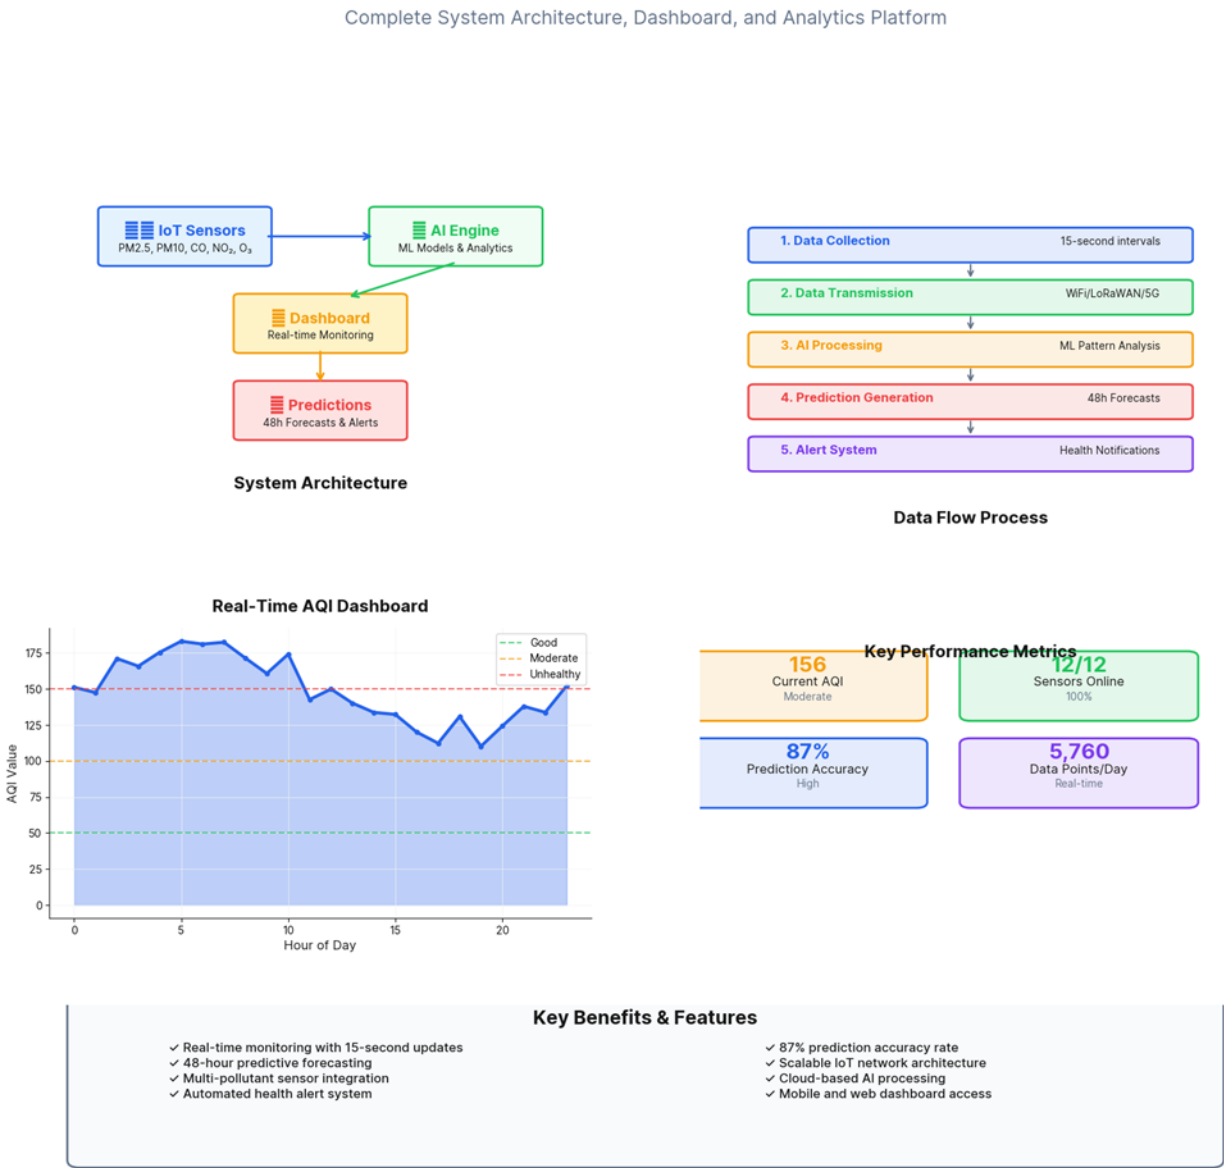 Complete System Architecture, Dashboard, and Analytics Platform
IoT Sensors
PM2.5, PM10, CO, NO₂, O₃
AI Engine
ML Models & Analytics
Dashboard
Real-time Monitoring
Predictions
48h Forecasts & Alerts
System Architecture
1. Data Collection 15-second intervals
2. Data Transmission WiFi/LoRaWAN/5G
3. AI Processing ML Pattern Analysis
4. Prediction Generation 48h Forecasts
5. Alert System Health Notifications
Data Flow Process
Real-Time AQI Dashboard
Good
Moderate
Unhealthy
175
150
125
100
75
50
25
0
AQI Value
0 5 10 15 20
Hour of Day
Key Performance Metrics
156
Current AQI
Moderate
12/12
Sensors Online
100%
87%
Prediction Accuracy
High
5,760
Data Points/Day
Real-time
Key Benefits & Features
✓ Real-time monitoring with 15-second updates
✓ 48-hour predictive forecasting
✓ Multi-pollutant sensor integration
✓ Automated health alert system
✓ 87% prediction accuracy rate
✓ Scalable IoT network architecture
✓ Cloud-based AI processing
✓ Mobile and web dashboard access